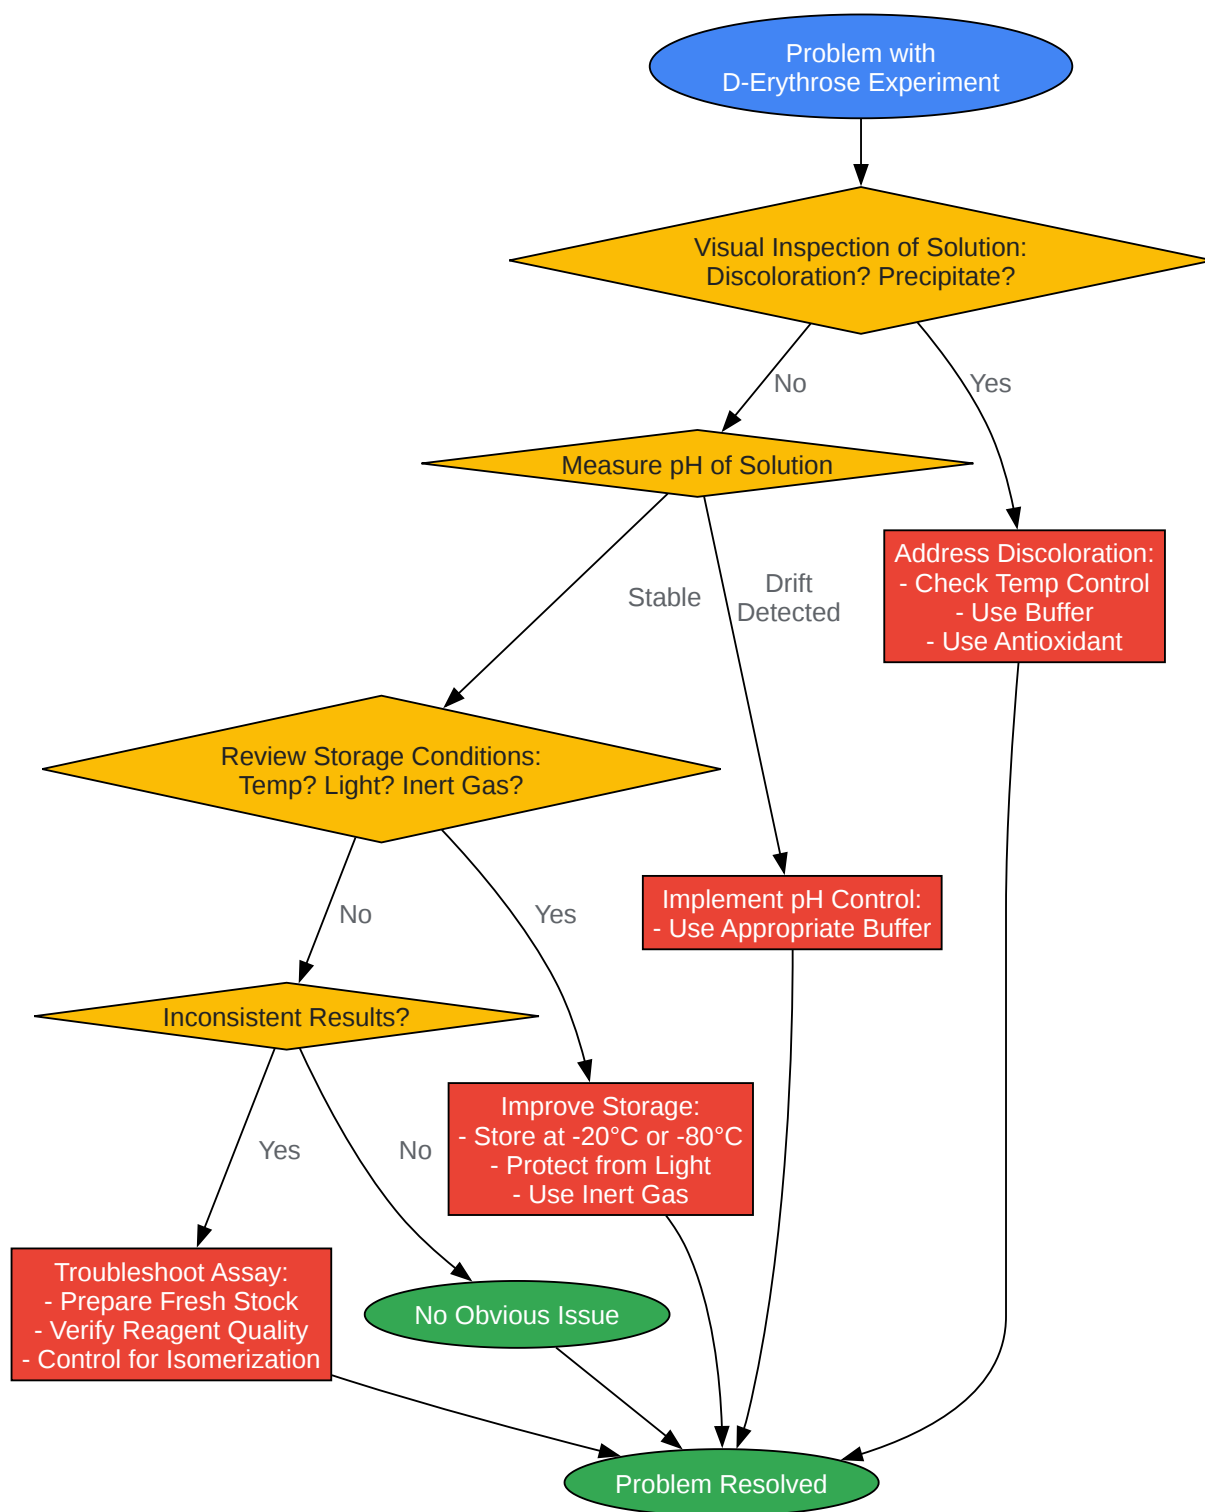 Problem with
D-Erythrose Experiment
Visual Inspection of Solution:
Discoloration? Precipitate?
No
Yes
Measure pH of Solution
Stable
Drift
Detected
Address Discoloration:
- Check Temp Control
- Use Buffer
- Use Antioxidant
Review Storage Conditions:
Temp? Light? Inert Gas?
No
Yes
Implement pH Control:
- Use Appropriate Buffer
Inconsistent Results?
Yes
No
Improve Storage:
- Store at -20°C or -80°C
- Protect from Light
- Use Inert Gas
Troubleshoot Assay:
- Prepare Fresh Stock
- Verify Reagent Quality
- Control for Isomerization
No Obvious Issue
Problem Resolved